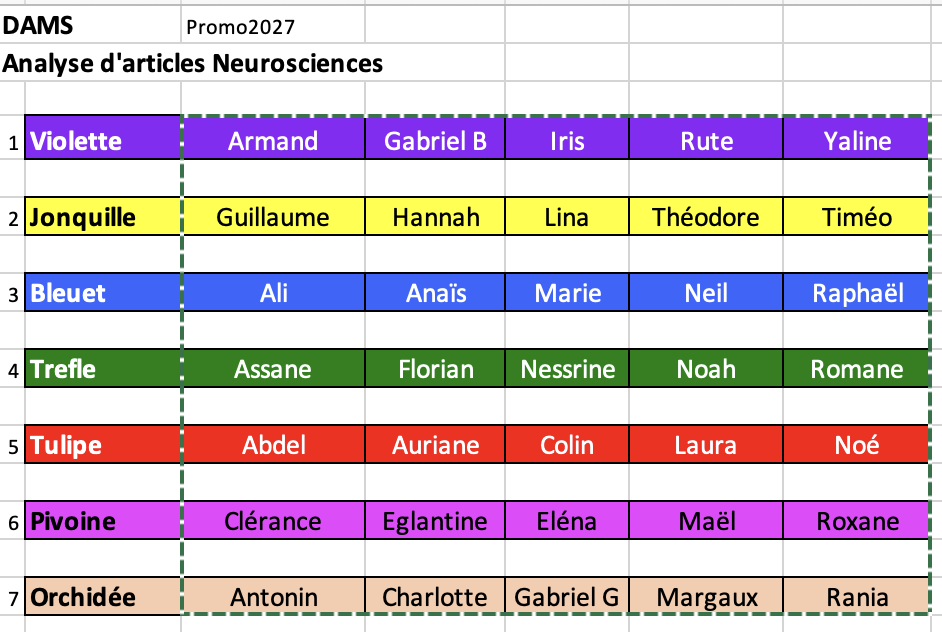 DAMS Promo2027
Analyse d'articles Neurosciences
1 Violette Armand Gabriel B Iris Rute Yaline
2 Jonquille Guillaume Hannah Lina Théodore Timéo
3 Bleuet Ali Anaïs Marie Neil Raphaël
4 Trefle Assane Florian Nessrine Noah Romane
5 Tulipe Abdel Auriane Colin Laura Noé
6 Pivoine Clérance Eglantine Eléna Maël Roxane
7 Orchidée Antonin Charlotte Gabriel G Margaux Rania